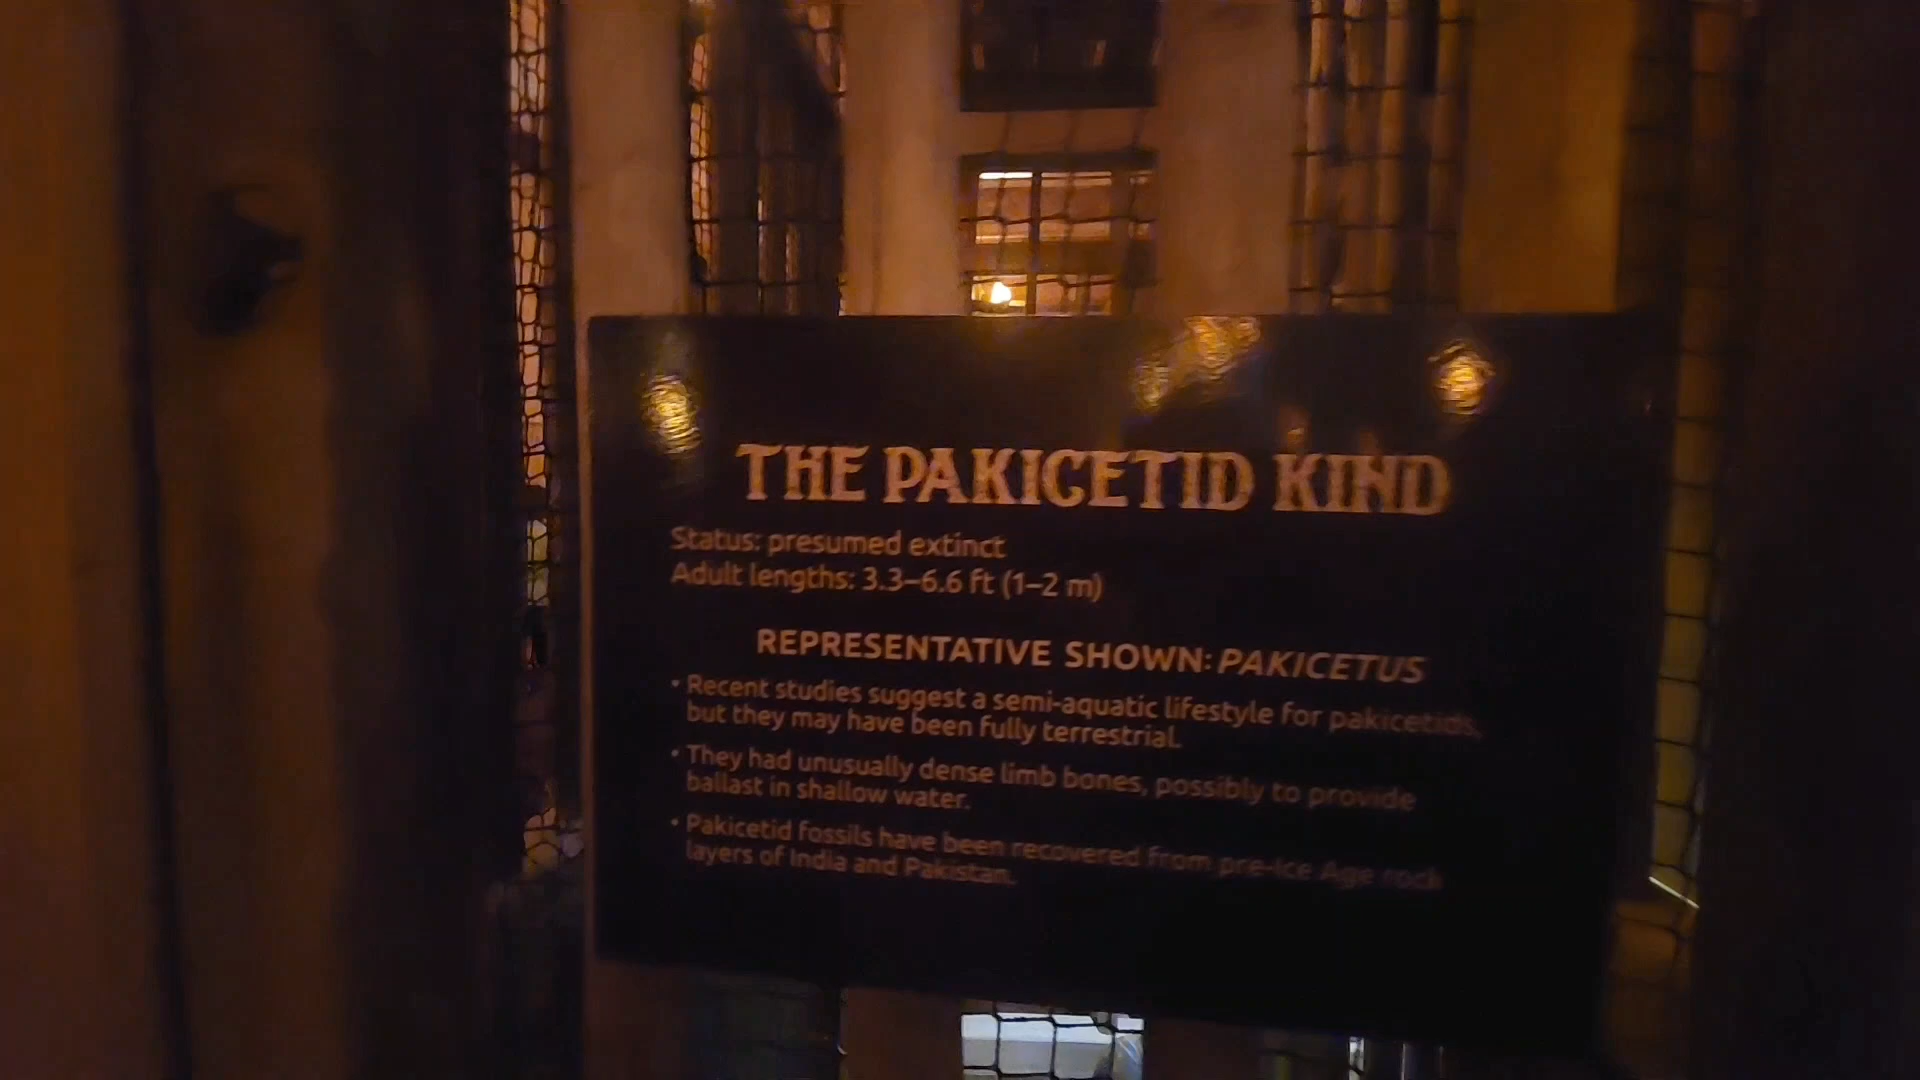 THE PAKICETID KIND
Status: presumed extinct
Adult lengths: 3.3–6.6 ft (1–2 m)
REPRESENTATIVE SHOWN: PAKICETUS
• Recent studies suggest a semi-aquatic lifestyle for pakicetids,
but they may have been fully terrestrial.
• They had unusually dense limb bones, possibly to provide
ballast in shallow water.
• Pakicetid fossils have been recovered from pre-Ice Age rock
layers of India and Pakistan.